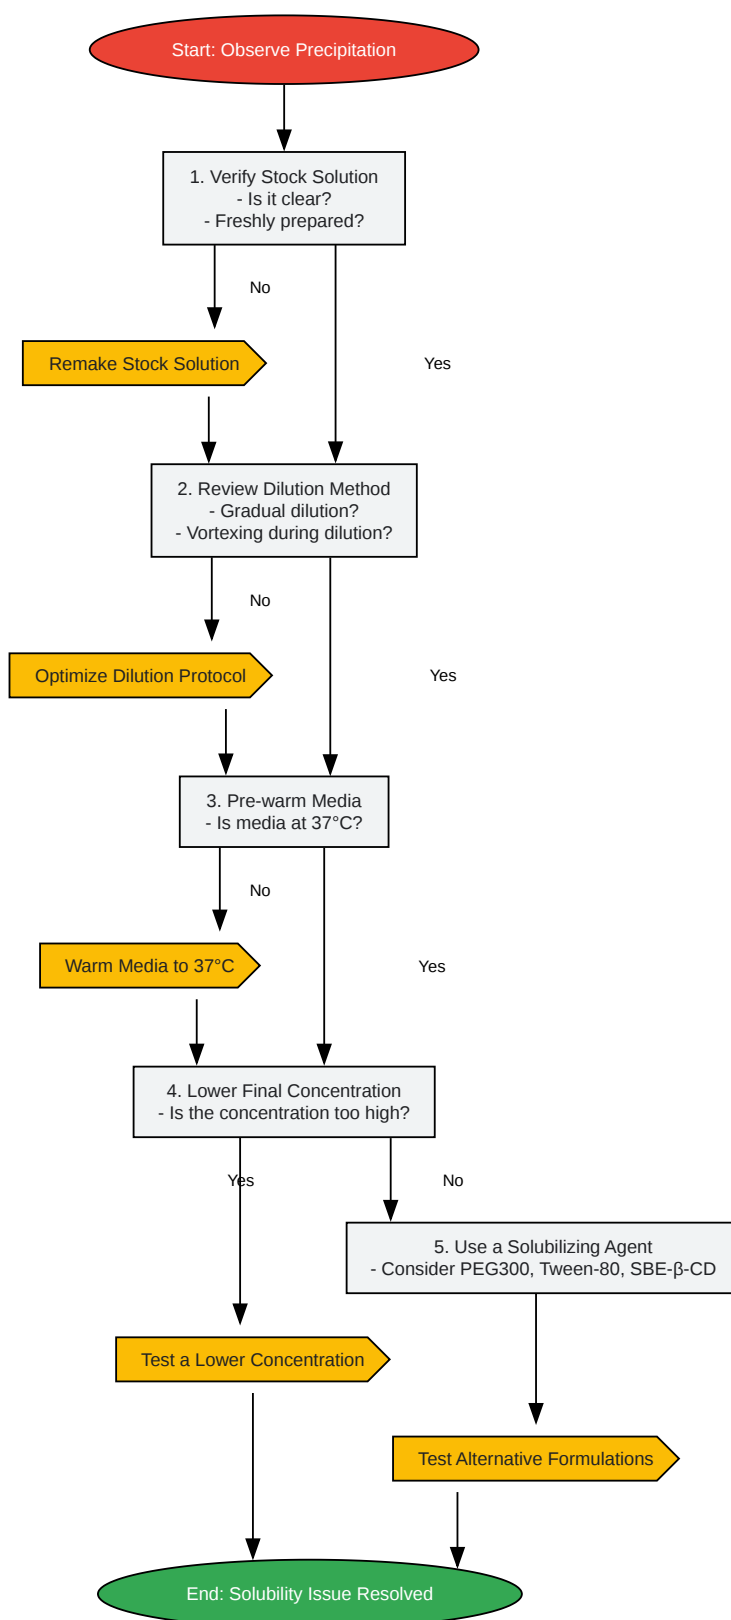 Start: Observe Precipitation
1. Verify Stock Solution
- Is it clear?
- Freshly prepared?
No
Remake Stock Solution
Yes
2. Review Dilution Method
- Gradual dilution?
- Vortexing during dilution?
No
Optimize Dilution Protocol
Yes
3. Pre-warm Media
- Is media at 37°C?
No
Warm Media to 37°C
Yes
4. Lower Final Concentration
- Is the concentration too high?
Yes
No
5. Use a Solubilizing Agent
- Consider PEG300, Tween-80, SBE-β-CD
Test a Lower Concentration
Test Alternative Formulations
End: Solubility Issue Resolved